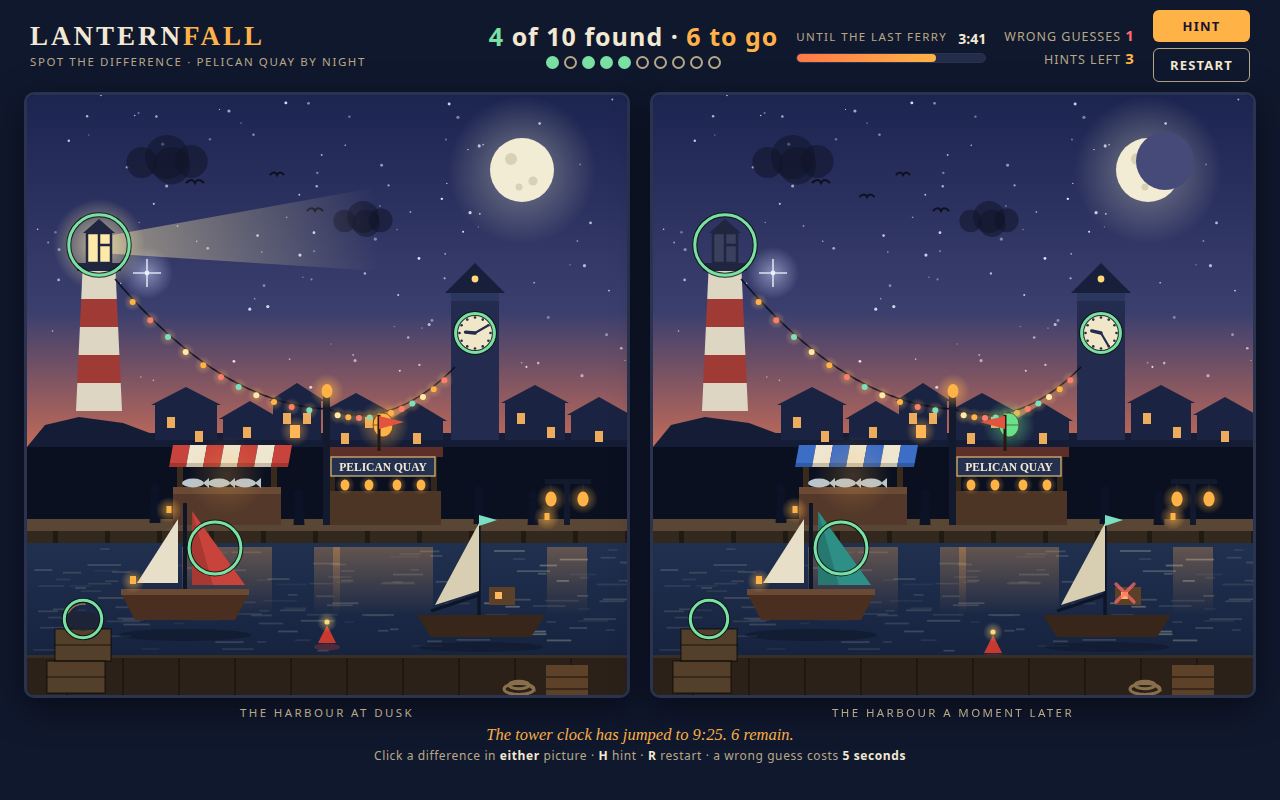 LANTERNFALL
SPOT THE DIFFERENCE · PELICAN QUAY BY NIGHT
4 of 10 found · 6 to go
UNTIL THE LAST FERRY 3:41
WRONG GUESSES 1
HINTS LEFT 3
HINT
RESTART
PELICAN QUAY
PELICAN QUAY
THE HARBOUR AT DUSK
THE HARBOUR A MOMENT LATER
The tower clock has jumped to 9:25. 6 remain.
Click a difference in either picture · H hint · R restart · a wrong guess costs 5 seconds